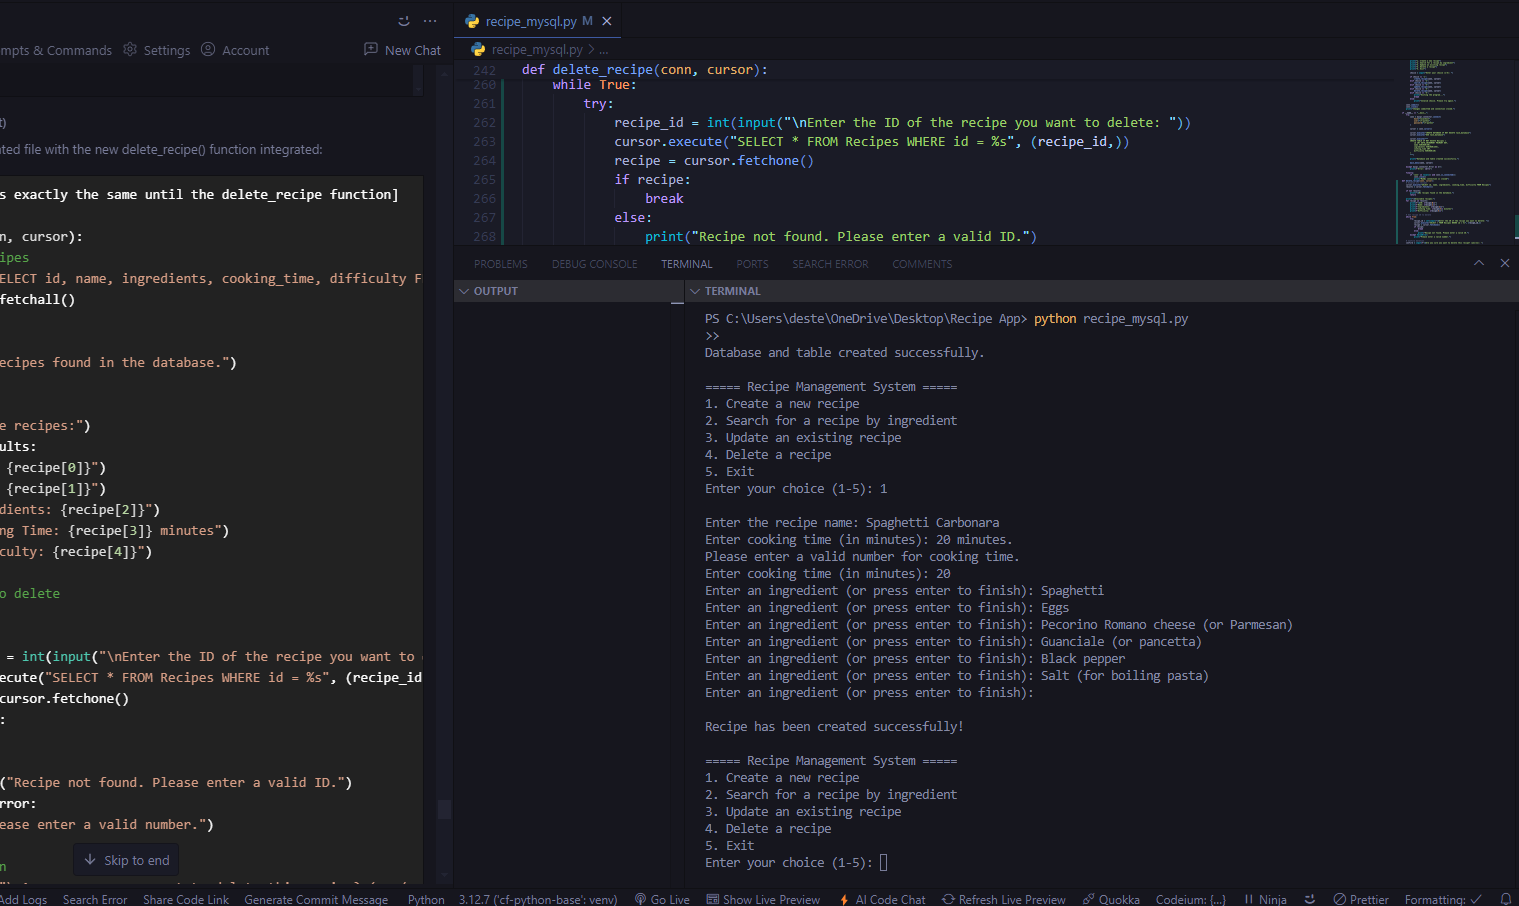 mpts & Commands Settings Account New Chat
t)
ted file with the new delete_recipe() function integrated:
s exactly the same until the delete_recipe function]
n, cursor):
ipes
ELECT id, name, ingredients, cooking_time, difficulty F
fetchall()
ecipes found in the database.")
e recipes:")
ults:
{recipe[0]}")
{recipe[1]}")
dients: {recipe[2]}")
ng Time: {recipe[3]} minutes")
culty: {recipe[4]}")
o delete
= int(input("\nEnter the ID of the recipe you want to
ecute("SELECT * FROM Recipes WHERE id = %s", (recipe_id
cursor.fetchone()
:
("Recipe not found. Please enter a valid ID.")
rror:
ease enter a valid number.")
n
Skip to end
recipe_mysql.py M
recipe_mysql.py > ...
242 def delete_recipe(conn, cursor):
260 while True:
261 try:
262 recipe_id = int(input("\nEnter the ID of the recipe you want to delete: "))
263 cursor.execute("SELECT * FROM Recipes WHERE id = %s", (recipe_id,))
264 recipe = cursor.fetchone()
265 if recipe:
266 break
267 else:
268 print("Recipe not found. Please enter a valid ID.")
PROBLEMS DEBUG CONSOLE TERMINAL PORTS SEARCH ERROR COMMENTS
OUTPUT
TERMINAL
PS C:\Users\deste\OneDrive\Desktop\Recipe App> python recipe_mysql.py
>>
Database and table created successfully.
===== Recipe Management System =====
1. Create a new recipe
2. Search for a recipe by ingredient
3. Update an existing recipe
4. Delete a recipe
5. Exit
Enter your choice (1-5): 1
Enter the recipe name: Spaghetti Carbonara
Enter cooking time (in minutes): 20 minutes.
Please enter a valid number for cooking time.
Enter cooking time (in minutes): 20
Enter an ingredient (or press enter to finish): Spaghetti
Enter an ingredient (or press enter to finish): Eggs
Enter an ingredient (or press enter to finish): Pecorino Romano cheese (or Parmesan)
Enter an ingredient (or press enter to finish): Guanciale (or pancetta)
Enter an ingredient (or press enter to finish): Black pepper
Enter an ingredient (or press enter to finish): Salt (for boiling pasta)
Enter an ingredient (or press enter to finish):
Recipe has been created successfully!
===== Recipe Management System =====
1. Create a new recipe
2. Search for a recipe by ingredient
3. Update an existing recipe
4. Delete a recipe
5. Exit
Enter your choice (1-5):
Add Logs Search Error Share Code Link Generate Commit Message Python 3.12.7 ('cf-python-base': venv) Go Live Show Live Preview AI Code Chat Refresh Live Preview Quokka Codeium: {...} Ninja Prettier Formatting: